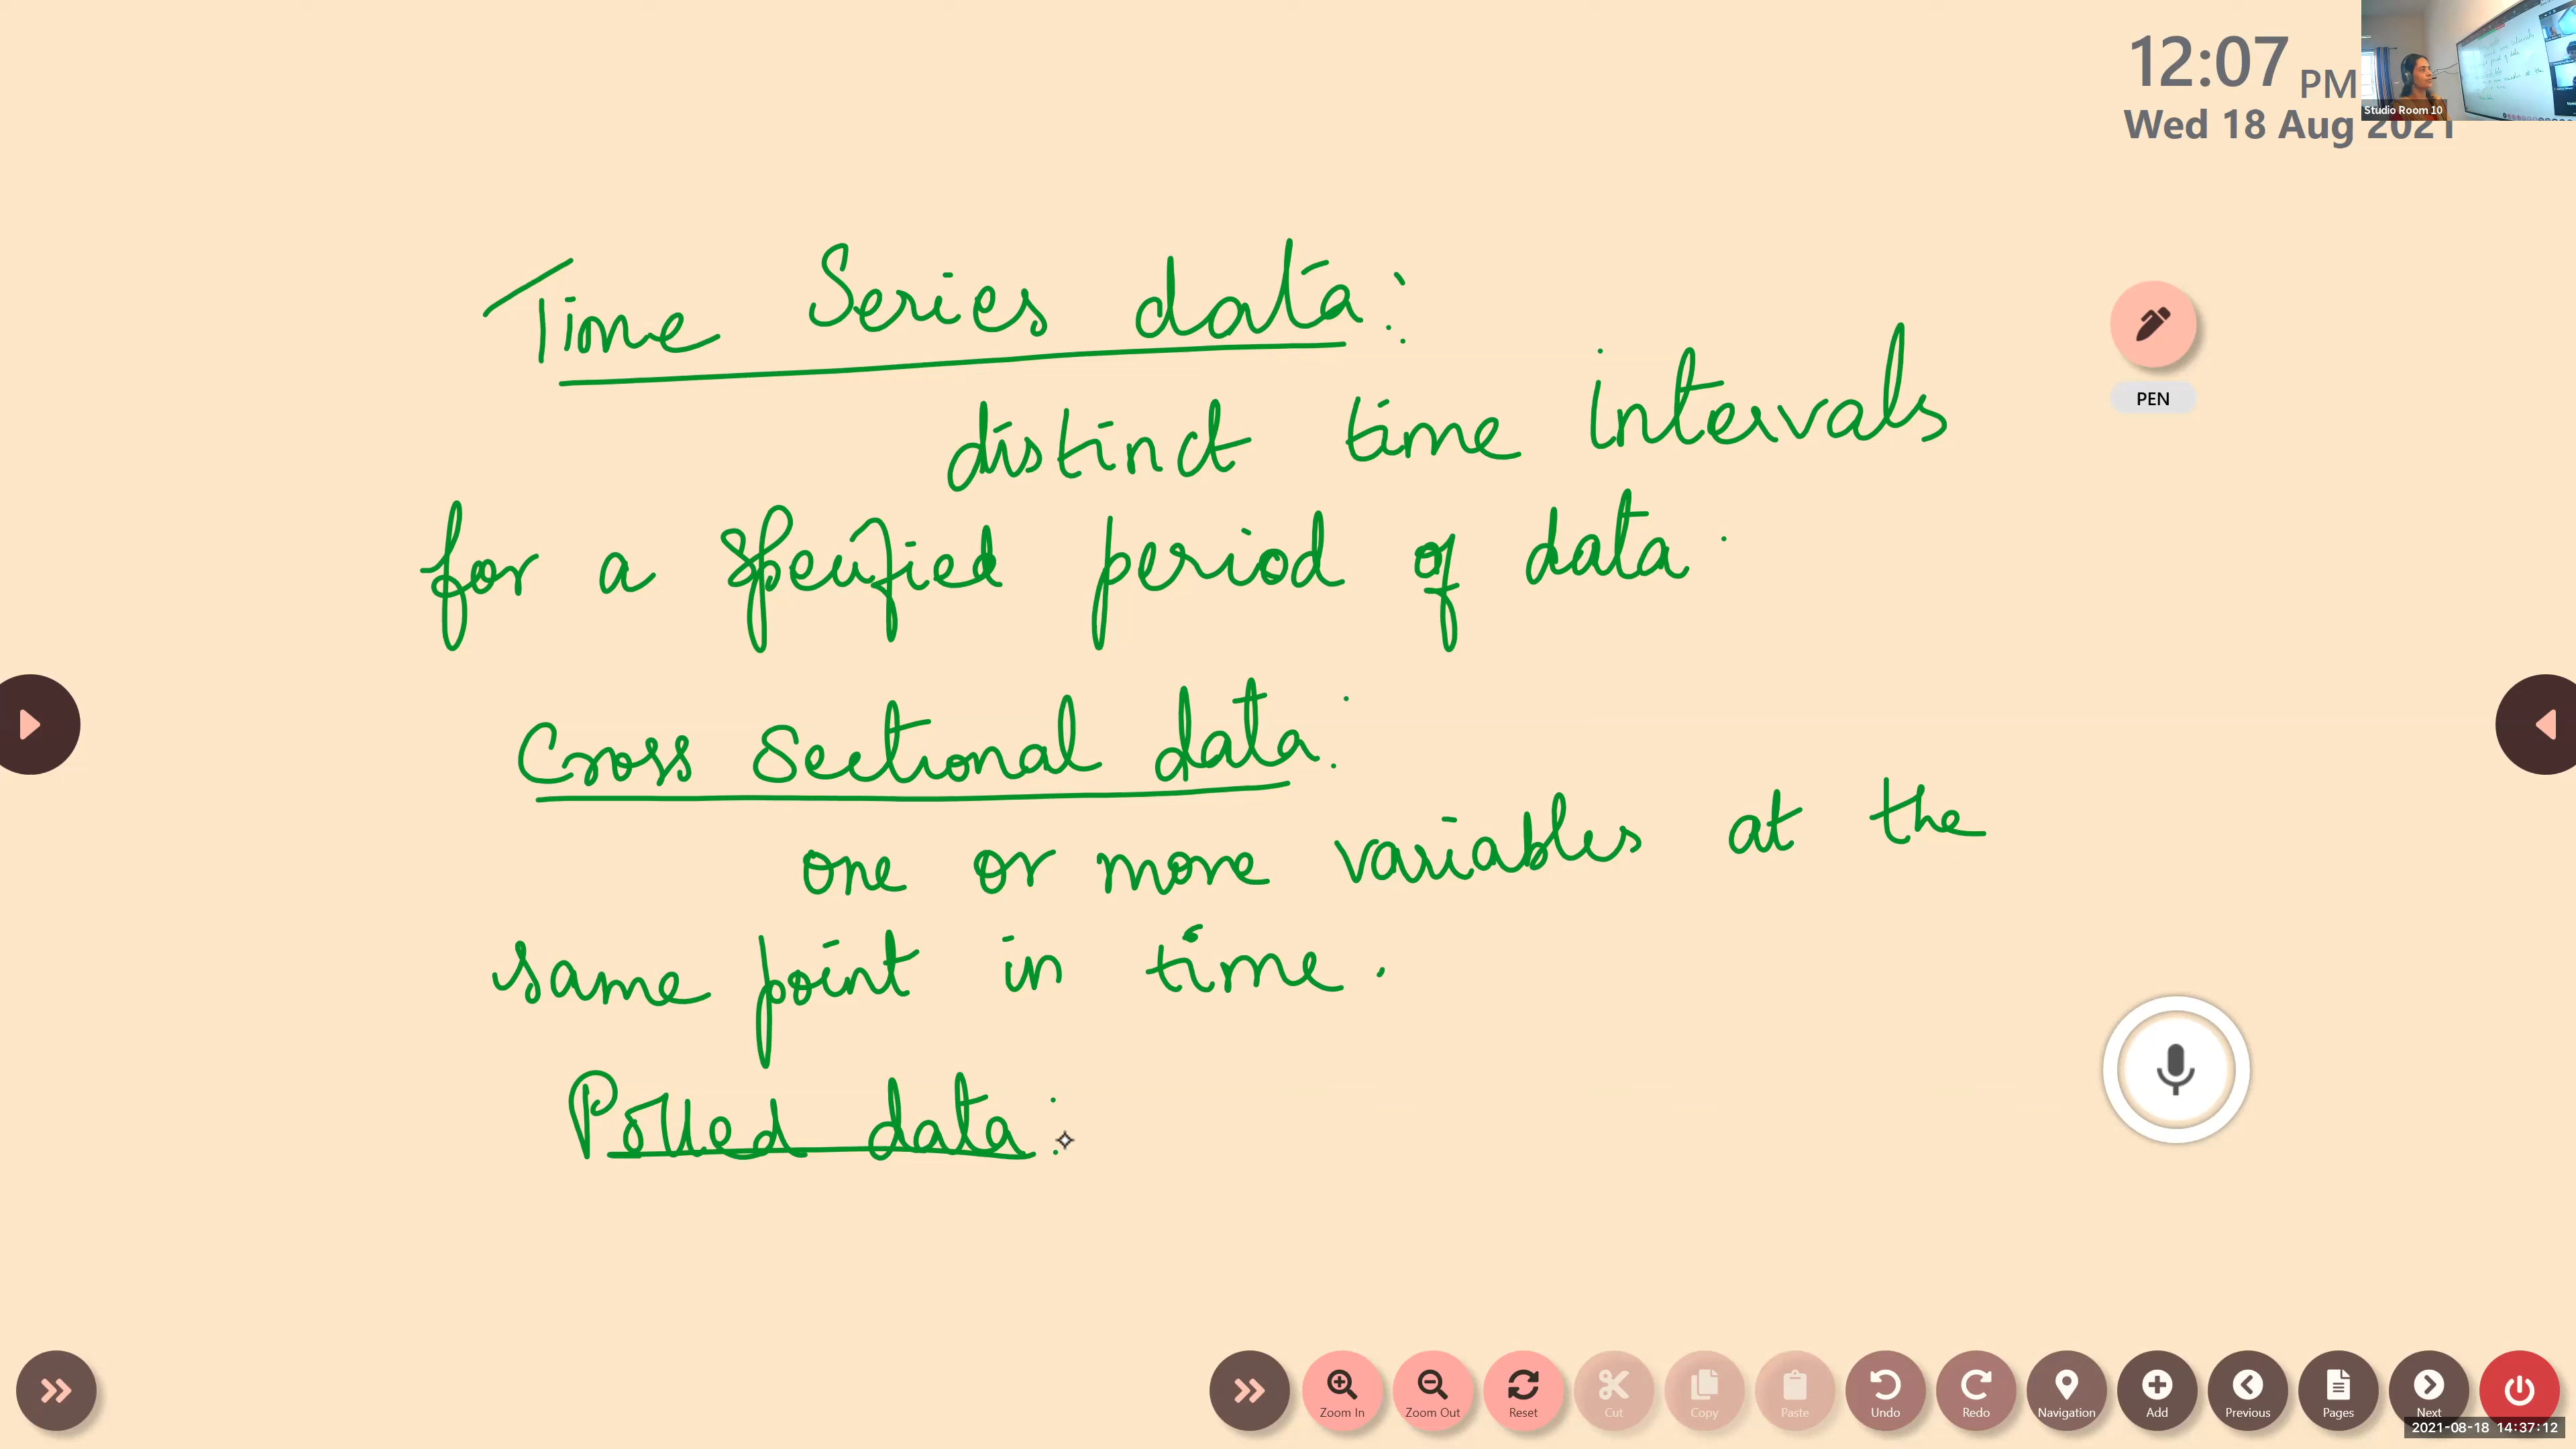 12:07 PM
Studio Room 10
Wed 18 Aug 2021
Time Series data:
PEN
distinct time intervals
for a specified period of data.
Cross Sectional data:
one or more variables at the
same point in time.
Polled data:
Zoom In Zoom Out Reset Cut Copy Paste Undo Redo Navigation Add Previous Pages Next
2021-08-18 14:37:12